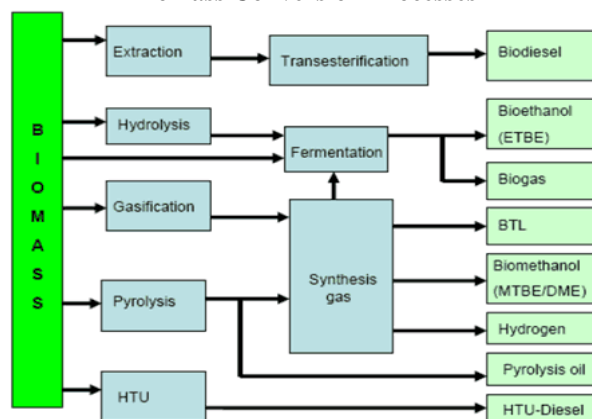 Extraction
Transesterification
Biodiesel
BIOMASS
Hydrolysis
Fermentation
Bioethanol
(ETBE)
Biogas
Gasification
Synthesis
gas
BTL
Biomethanol
(MTBE/DME)
Pyrolysis
Hydrogen
Pyrolysis oil
HTU
HTU-Diesel